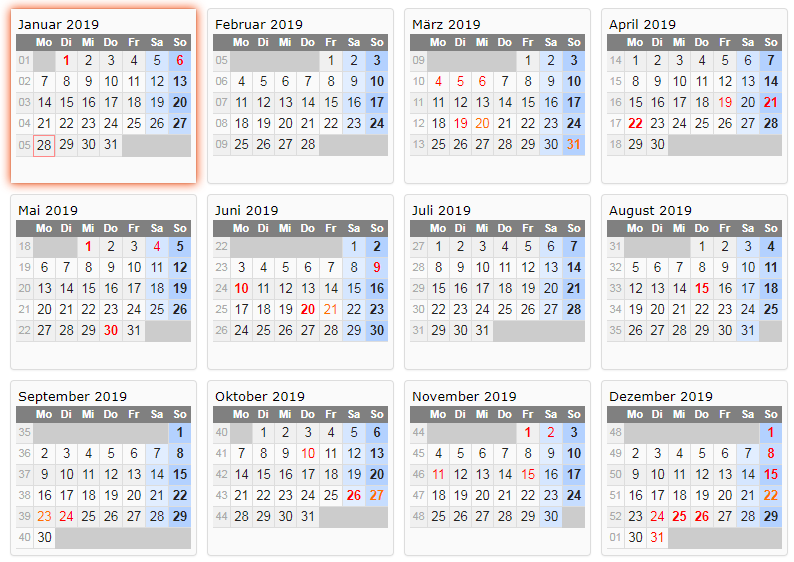 Januar 2019
Mo Di Mi Do Fr Sa So
01 1 2 3 4 5 6
02 7 8 9 10 11 12 13
03 14 15 16 17 18 19 20
04 21 22 23 24 25 26 27
05 28 29 30 31
Februar 2019
Mo Di Mi Do Fr Sa So
05 1 2 3
06 4 5 6 7 8 9 10
07 11 12 13 14 15 16 17
08 18 19 20 21 22 23 24
09 25 26 27 28
März 2019
Mo Di Mi Do Fr Sa So
09 1 2 3
10 4 5 6 7 8 9 10
11 11 12 13 14 15 16 17
12 18 19 20 21 22 23 24
13 25 26 27 28 29 30 31
April 2019
Mo Di Mi Do Fr Sa So
14 1 2 3 4 5 6 7
15 8 9 10 11 12 13 14
16 15 16 17 18 19 20 21
17 22 23 24 25 26 27 28
18 29 30
Mai 2019
Mo Di Mi Do Fr Sa So
18 1 2 3 4 5
19 6 7 8 9 10 11 12
20 13 14 15 16 17 18 19
21 20 21 22 23 24 25 26
22 27 28 29 30 31
Juni 2019
Mo Di Mi Do Fr Sa So
22 1 2
23 3 4 5 6 7 8 9
24 10 11 12 13 14 15 16
25 17 18 19 20 21 22 23
26 24 25 26 27 28 29 30
Juli 2019
Mo Di Mi Do Fr Sa So
27 1 2 3 4 5 6 7
28 8 9 10 11 12 13 14
29 15 16 17 18 19 20 21
30 22 23 24 25 26 27 28
31 29 30 31
August 2019
Mo Di Mi Do Fr Sa So
31 1 2 3 4
32 5 6 7 8 9 10 11
33 12 13 14 15 16 17 18
34 19 20 21 22 23 24 25
35 26 27 28 29 30 31
September 2019
Mo Di Mi Do Fr Sa So
35 1
36 2 3 4 5 6 7 8
37 9 10 11 12 13 14 15
38 16 17 18 19 20 21 22
39 23 24 25 26 27 28 29
40 30
Oktober 2019
Mo Di Mi Do Fr Sa So
40 1 2 3 4 5 6
41 7 8 9 10 11 12 13
42 14 15 16 17 18 19 20
43 21 22 23 24 25 26 27
44 28 29 30 31
November 2019
Mo Di Mi Do Fr Sa So
44 1 2 3
45 4 5 6 7 8 9 10
46 11 12 13 14 15 16 17
47 18 19 20 21 22 23 24
48 25 26 27 28 29 30
Dezember 2019
Mo Di Mi Do Fr Sa So
48 1
49 2 3 4 5 6 7 8
50 9 10 11 12 13 14 15
51 16 17 18 19 20 21 22
52 23 24 25 26 27 28 29
01 30 31